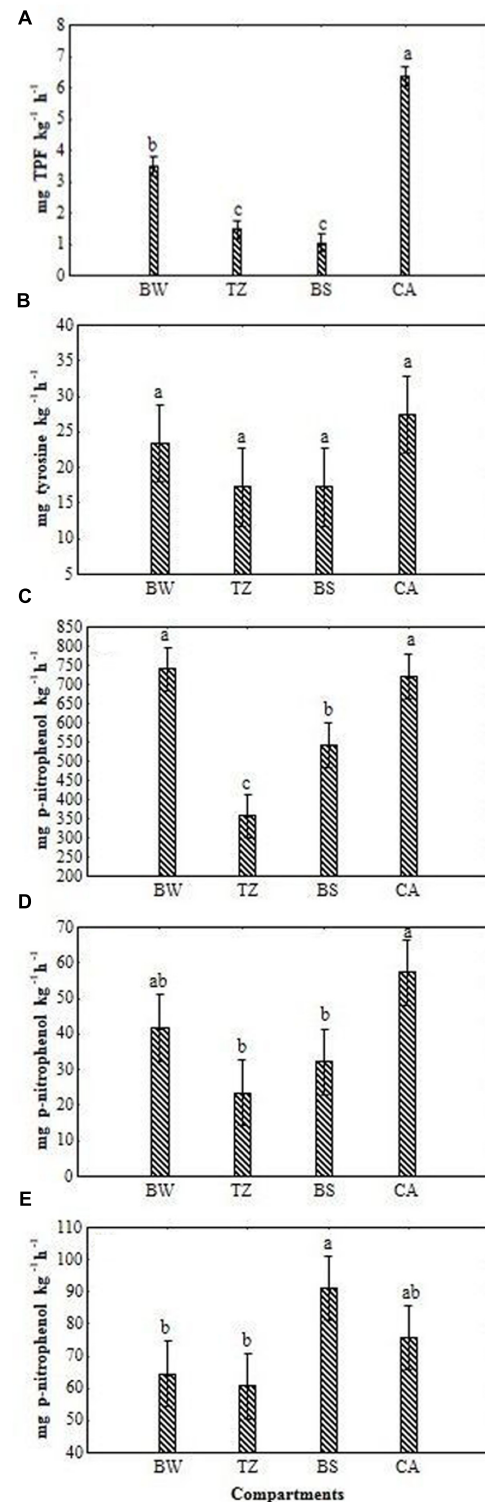 A
8
7
6
5
4
3
2
1
0
mg TPF kg⁻¹ h⁻¹
b
c
c
a
BW TZ BS CA
B
40
35
30
25
20
15
10
5
mg tyrosine kg⁻¹h⁻¹
a
a
a
a
BW TZ BS CA
C
850
800
750
700
650
600
550
500
450
400
350
300
250
200
mg p-nitrophenol kg⁻¹h⁻¹
a
c
b
a
BW TZ BS CA
D
70
60
50
40
30
20
10
0
mg p-nitrophenol kg⁻¹h⁻¹
ab
b
b
a
BW TZ BS CA
E
110
100
90
80
70
60
50
40
mg p-nitrophenol kg⁻¹h⁻¹
b
b
a
ab
BW TZ BS CA
Compartments